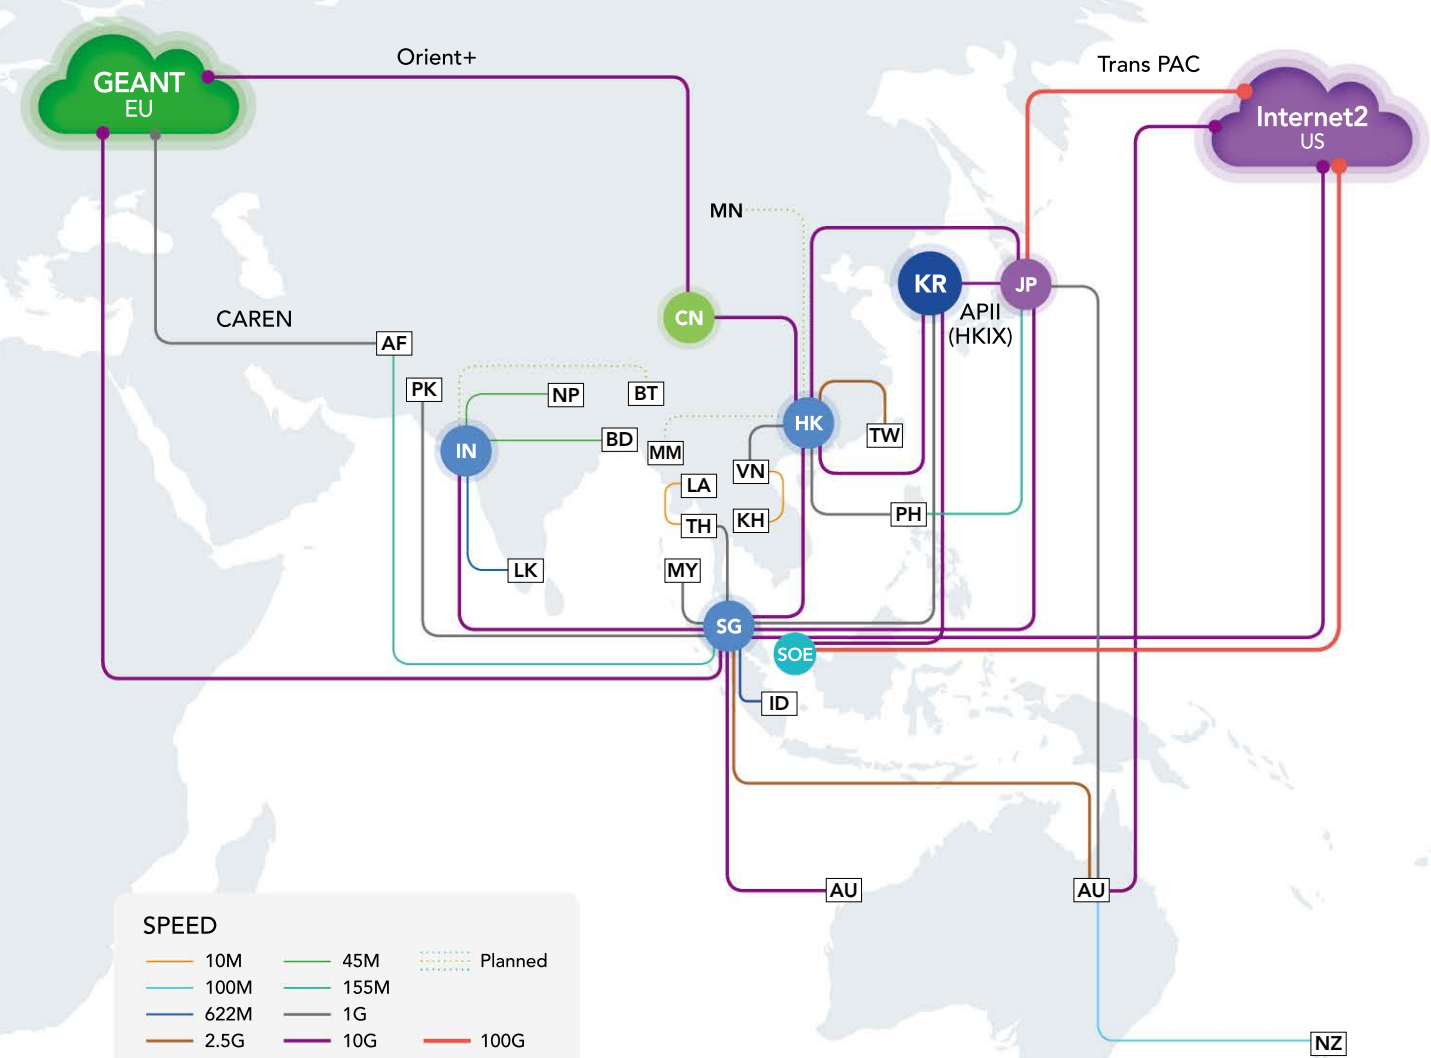 Orient+
Trans PAC
GEANT
EU
Internet2
US
MN
KR
JP
CN
APII
(HKIX)
CAREN
AF
PK
NP
BT
HK
TW
IN
BD
MM
VN
LA
TH
KH
PH
LK
MY
SG
SOE
ID
AU
AU
NZ
SPEED
10M
45M
Planned
100M
155M
622M
1G
2.5G
10G
100G